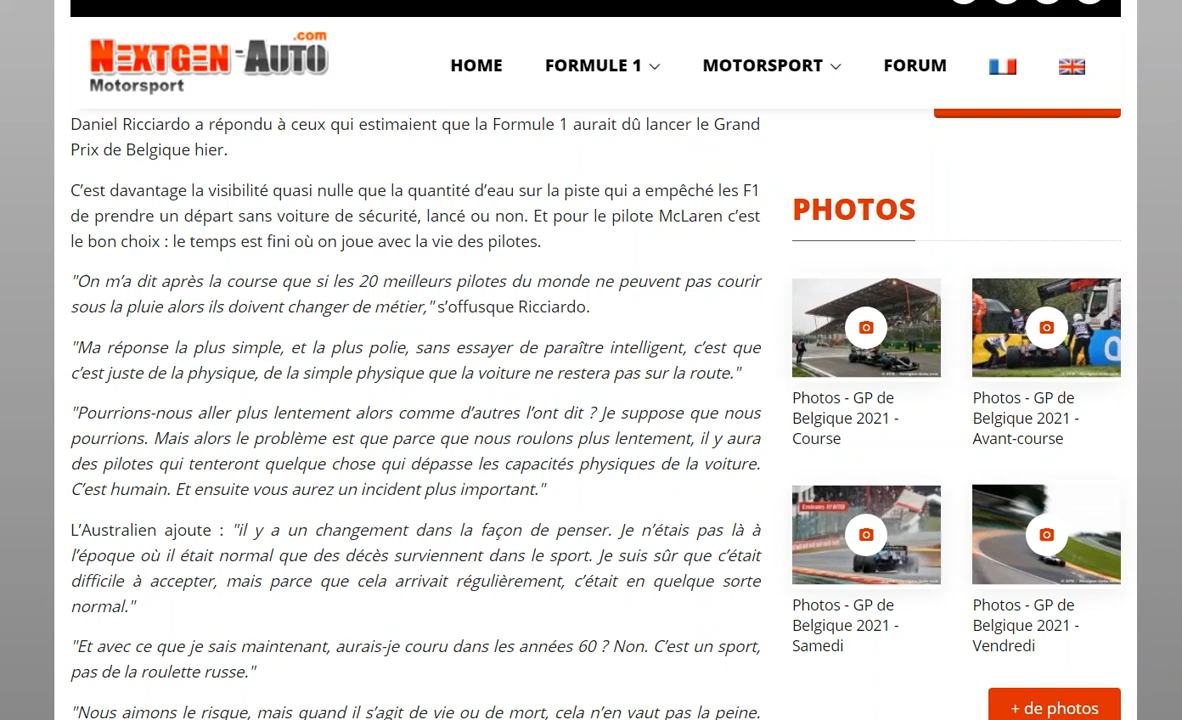 NEXTGEN-AUTO.com
Motorsport
HOME
FORMULE 1
MOTORSPORT
FORUM
Daniel Ricciardo a répondu à ceux qui estimaient que la Formule 1 aurait dû lancer le Grand
Prix de Belgique hier.
C’est davantage la visibilité quasi nulle que la quantité d’eau sur la piste qui a empêché les F1
de prendre un départ sans voiture de sécurité, lancé ou non. Et pour le pilote McLaren c’est
le bon choix : le temps est fini où on joue avec la vie des pilotes.
"On m’a dit après la course que si les 20 meilleurs pilotes du monde ne peuvent pas courir
sous la pluie alors ils doivent changer de métier," s’offusque Ricciardo.
"Ma réponse la plus simple, et la plus polie, sans essayer de paraître intelligent, c’est que
c’est juste de la physique, de la simple physique que la voiture ne restera pas sur la route."
"Pourrions-nous aller plus lentement alors comme d’autres l’ont dit ? Je suppose que nous
pourrions. Mais alors le problème est que parce que nous roulons plus lentement, il y aura
des pilotes qui tenteront quelque chose qui dépasse les capacités physiques de la voiture.
C’est humain. Et ensuite vous aurez un incident plus important."
L’Australien ajoute : "il y a un changement dans la façon de penser. Je n’étais pas là à
l’époque où il était normal que des décès surviennent dans le sport. Je suis sûr que c’était
difficile à accepter, mais parce que cela arrivait régulièrement, c’était en quelque sorte
normal."
"Et avec ce que je sais maintenant, aurais-je couru dans les années 60 ? Non. C’est un sport,
pas de la roulette russe."
"Nous aimons le risque, mais quand il s’agit de vie ou de mort, cela n’en vaut pas la peine.
PHOTOS
Photos - GP de
Belgique 2021 -
Course
Photos - GP de
Belgique 2021 -
Avant-course
Photos - GP de
Belgique 2021 -
Samedi
Photos - GP de
Belgique 2021 -
Vendredi
+ de photos